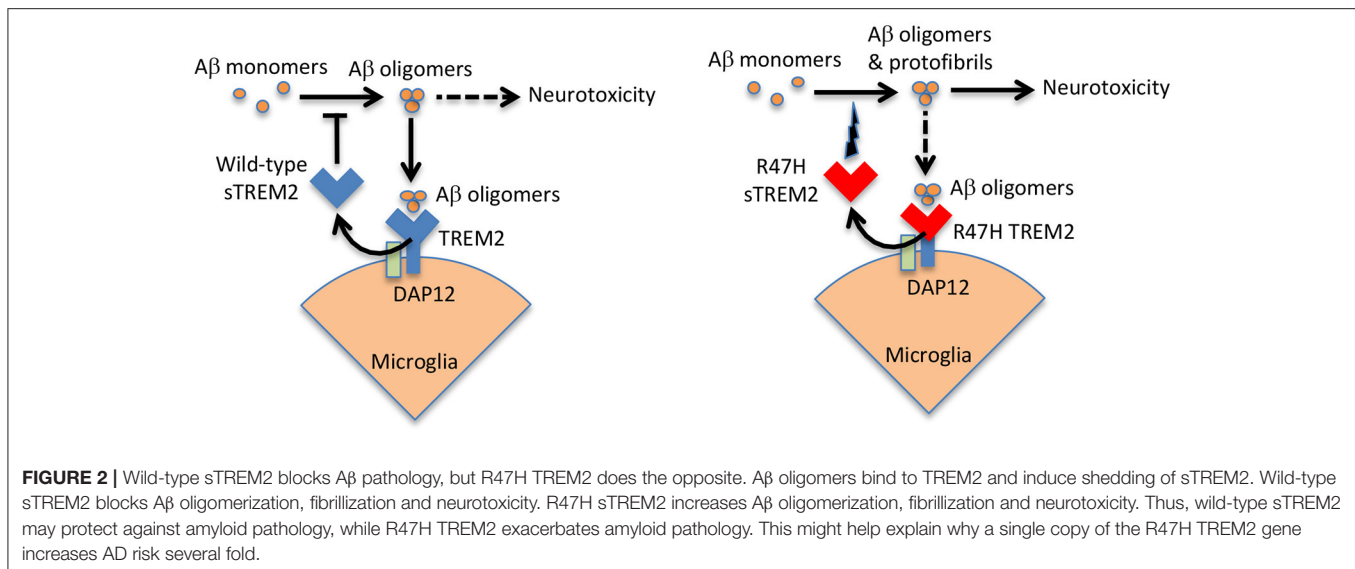 Aβ monomers
Aβ oligomers
Neurotoxicity
Wild-type
sTREM2
Aβ oligomers
TREM2
DAP12
Microglia
Aβ monomers
Aβ oligomers
& protofibrils
Neurotoxicity
R47H
sTREM2
Aβ oligomers
R47H TREM2
DAP12
Microglia
FIGURE 2 | Wild-type sTREM2 blocks Aβ pathology, but R47H TREM2 does the opposite. Aβ oligomers bind to TREM2 and induce shedding of sTREM2. Wild-type
sTREM2 blocks Aβ oligomerization, fibrillization and neurotoxicity. R47H sTREM2 increases Aβ oligomerization, fibrillization and neurotoxicity. Thus, wild-type sTREM2
may protect against amyloid pathology, while R47H TREM2 exacerbates amyloid pathology. This might help explain why a single copy of the R47H TREM2 gene
increases AD risk several fold.